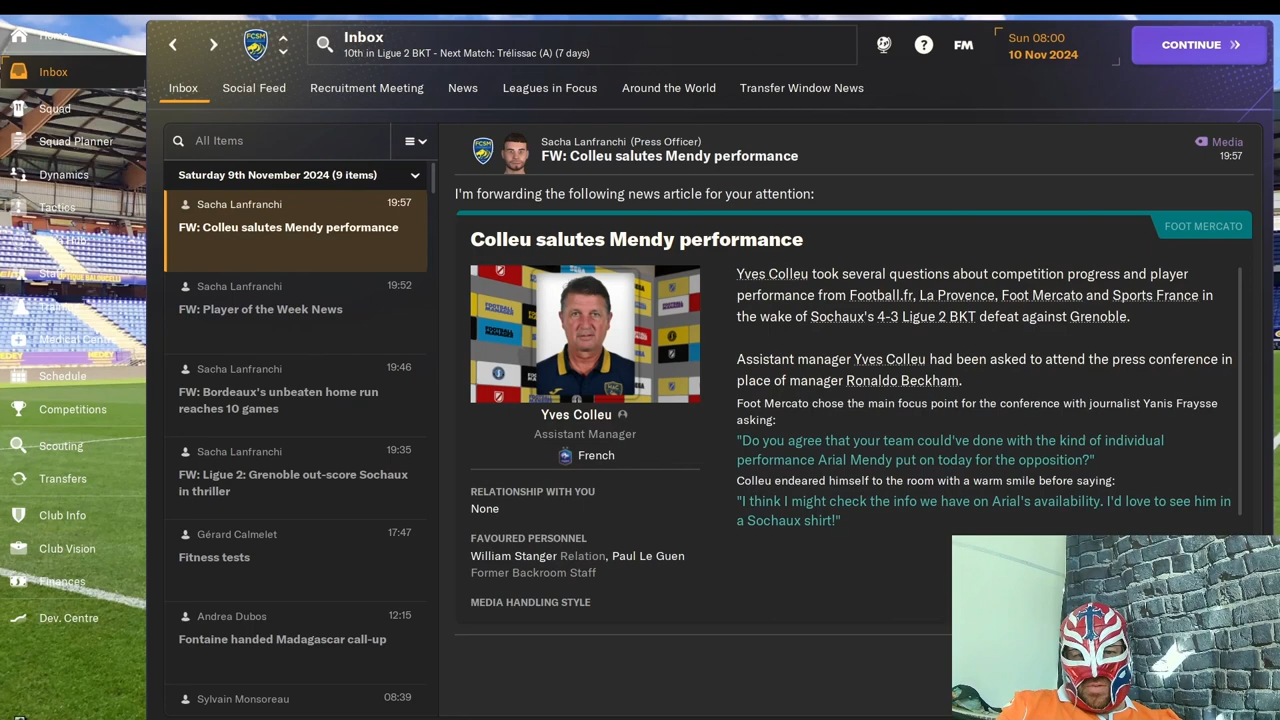 Home
Inbox
Squad
Squad Planner
Dynamics
Tactics
Staff
Medical Centre
Schedule
Competitions
Scouting
Transfers
Club Info
Club Vision
Finances
Dev. Centre
Inbox
10th in Ligue 2 BKT - Next Match: Trélissac (A) (7 days)
?
FM
Sun 08:00
10 Nov 2024
CONTINUE
Inbox
Social Feed
Recruitment Meeting
News
Leagues in Focus
Around the World
Transfer Window News
All Items
Saturday 9th November 2024 (9 items)
Sacha Lanfranchi 19:57
FW: Colleu salutes Mendy performance
Sacha Lanfranchi 19:52
FW: Player of the Week News
Sacha Lanfranchi 19:46
FW: Bordeaux's unbeaten home run
reaches 10 games
Sacha Lanfranchi 19:35
FW: Ligue 2: Grenoble out-score Sochaux
in thriller
Gérard Calmelet 17:47
Fitness tests
Andrea Dubos 12:15
Fontaine handed Madagascar call-up
Sylvain Monsoreau 08:39
FCSM
Sacha Lanfranchi (Press Officer)
FW: Colleu salutes Mendy performance
Media
19:57
I'm forwarding the following news article for your attention:
FOOT MERCATO
Colleu salutes Mendy performance
Yves Colleu
Assistant Manager
French
RELATIONSHIP WITH YOU
None
FAVOURED PERSONNEL
William Stanger Relation, Paul Le Guen
Former Backroom Staff
MEDIA HANDLING STYLE
Yves Colleu took several questions about competition progress and player
performance from Football.fr, La Provence, Foot Mercato and Sports France in
the wake of Sochaux's 4-3 Ligue 2 BKT defeat against Grenoble.
Assistant manager Yves Colleu had been asked to attend the press conference in
place of manager Ronaldo Beckham.
Foot Mercato chose the main focus point for the conference with journalist Yanis Fraysse
asking:
"Do you agree that your team could've done with the kind of individual
performance Arial Mendy put on today for the opposition?"
Colleu endeared himself to the room with a warm smile before saying:
"I think I might check the info we have on Arial's availability. I'd love to see him in
a Sochaux shirt!"